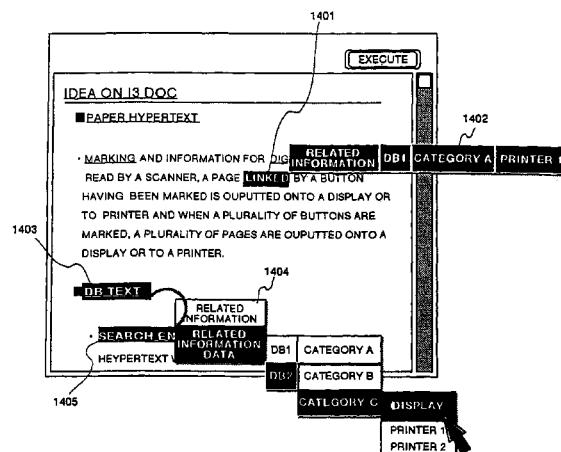 1401
EXECUTE
IDEA ON I3 DOC
1402
■PAPER HYPERTEXT
RELATED INFORMATION DB1 CATEGORY A PRINTER
· MARKING AND INFORMATION FOR DIG
READ BY A SCANNER, A PAGE LINKED BY A BUTTON
HAVING BEEN MARKED IS OUPUTTED ONTO A DISPLAY OR
TO PRINTER AND WHEN A PLURALITY OF BUTTONS ARE
MARKED, A PLURALITY OF PAGES ARE OUPUTTED ONTO A
DISPLAY OR TO A PRINTER.
1403
1404
■DB TEXT
RELATED
INFORMATION
· SEARCH EN
RELATED
INFORMATION
DATA
HEYPERTEXT
DB1 CATEGORY A
DB2 CATEGORY B
CATEGORY C DISPLAY
1405
PRINTER 1
PRINTER 2